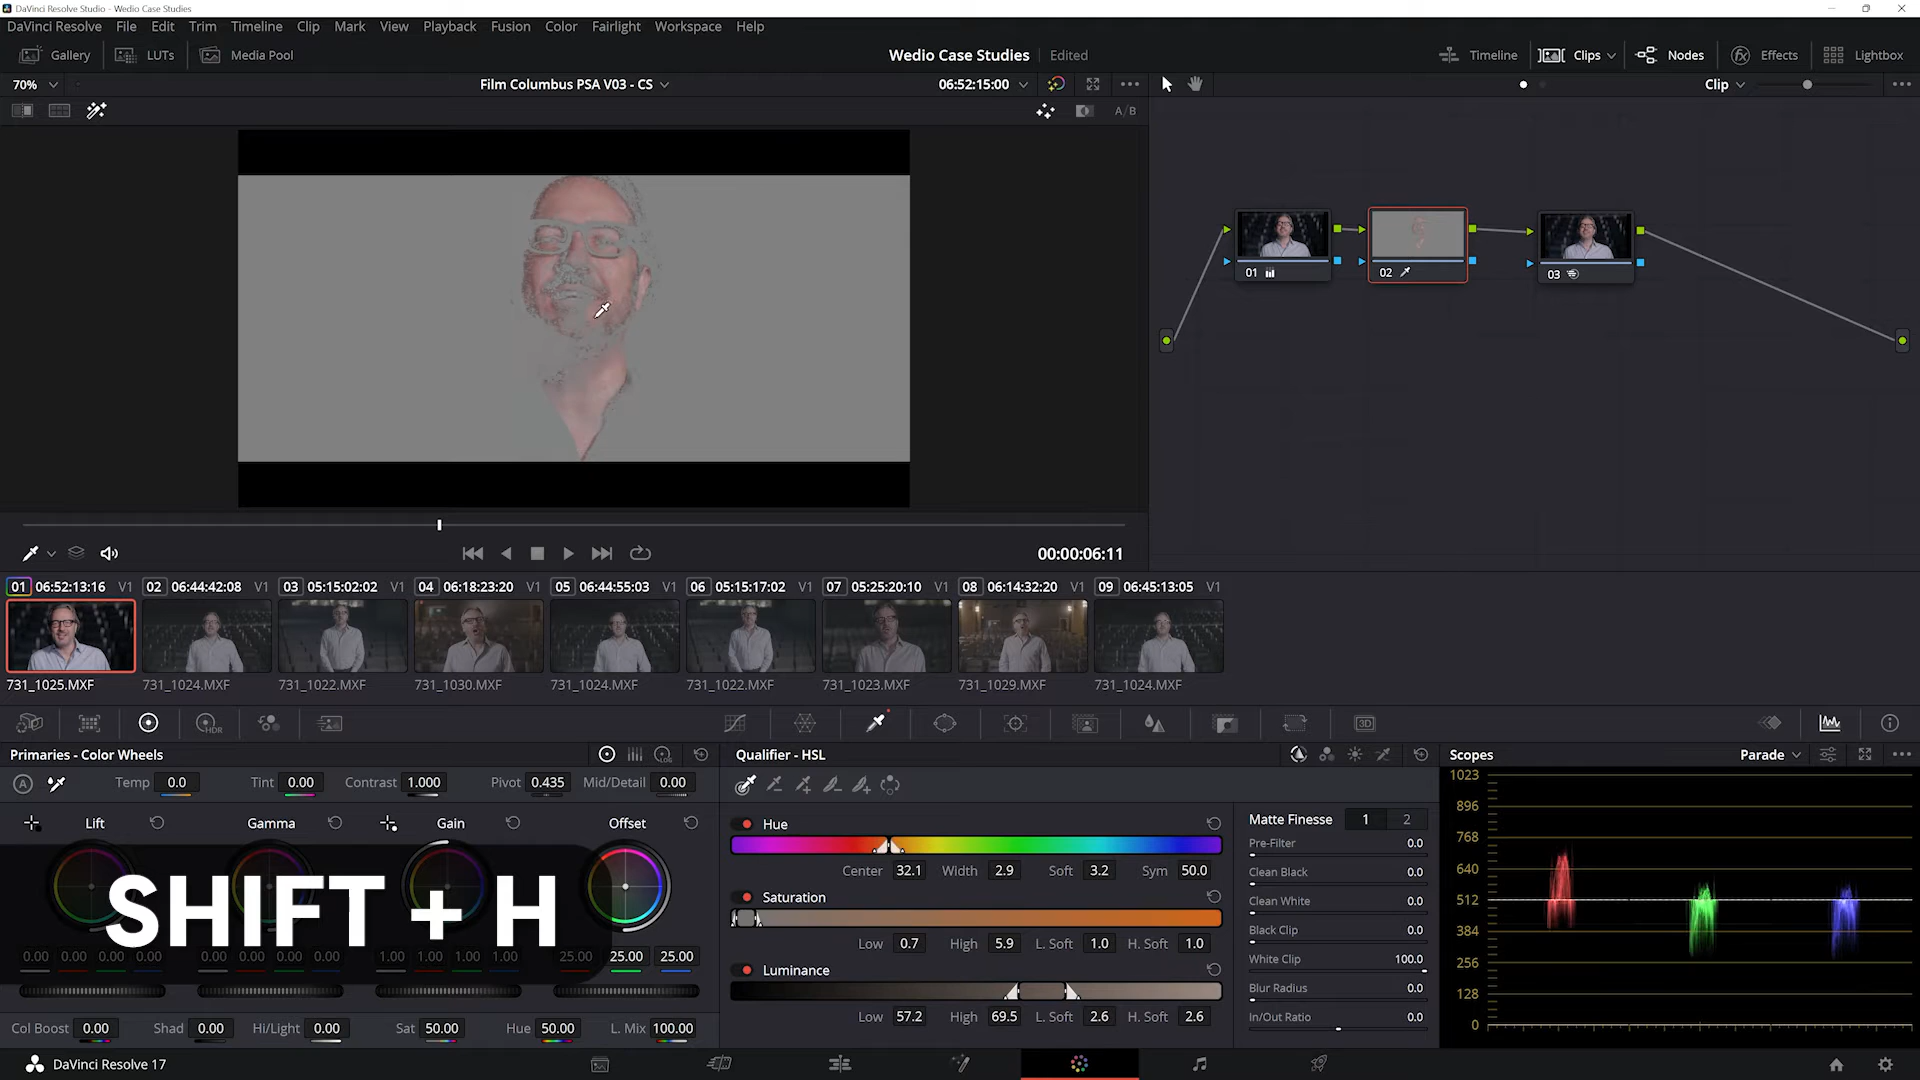 DaVinci Resolve Studio - Wedio Case Studies
DaVinci Resolve File Edit Trim Timeline Clip Mark View Playback Fusion Color Fairlight Workspace Help
Gallery LUTs Media Pool Wedio Case Studies Edited Timeline Clips Nodes Effects Lightbox
70% Film Columbus PSA V03 - CS 06:52:15:00 Clip
A/B
01 02 03
00:00:06:11
01 06:52:13:16 V1 02 06:44:42:08 V1 03 05:15:02:02 V1 04 06:18:23:20 V1 05 06:44:55:03 V1 06 05:15:17:02 V1 07 05:25:20:10 V1 08 06:14:32:20 V1 09 06:45:13:05 V1
731_1025.MXF 731_1024.MXF 731_1022.MXF 731_1030.MXF 731_1024.MXF 731_1022.MXF 731_1023.MXF 731_1029.MXF 731_1024.MXF
HDR 3D
Primaries - Color Wheels LOG Qualifier - HSL Scopes Parade
A Temp 0.0 Tint 0.00 Contrast 1.000 Pivot 0.435 Mid/Detail 0.00
Lift Gamma Gain Offset
SHIFT + H
0.00 0.00 0.00 0.00 0.00 0.00 0.00 0.00 1.00 1.00 1.00 1.00 25.00 25.00 25.00
Col Boost 0.00 Shad 0.00 Hi/Light 0.00 Sat 50.00 Hue 50.00 L. Mix 100.00
Hue
Center 32.1 Width 2.9 Soft 3.2 Sym 50.0
Saturation
Low 0.7 High 5.9 L. Soft 1.0 H. Soft 1.0
Luminance
Low 57.2 High 69.5 L. Soft 2.6 H. Soft 2.6
Matte Finesse 1 2
Pre-Filter 0.0
Clean Black 0.0
Clean White 0.0
Black Clip 0.0
White Clip 100.0
Blur Radius 0.0
In/Out Ratio 0.0
1023
896
768
640
512
384
256
128
0
DaVinci Resolve 17